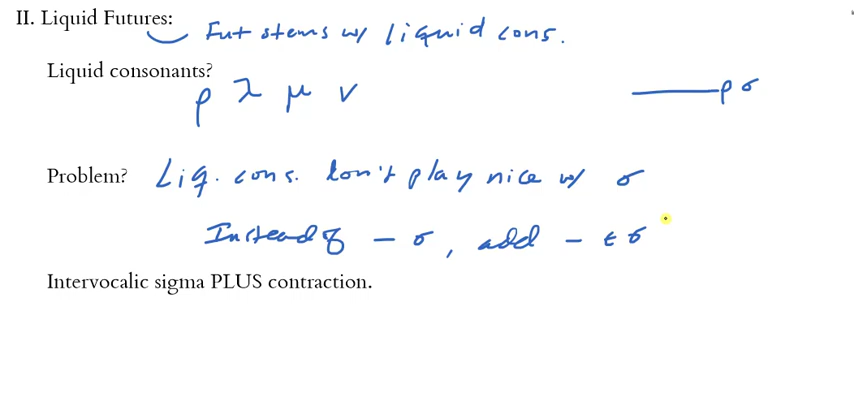 II. Liquid Futures: Fut stems w/ liquid cons.
Liquid consonants?
ρ λ μ ν ——ρσ
Problem? Liq. cons. don't play nice w/ σ
Instead of – σ, add – εσ
Intervocalic sigma PLUS contraction.